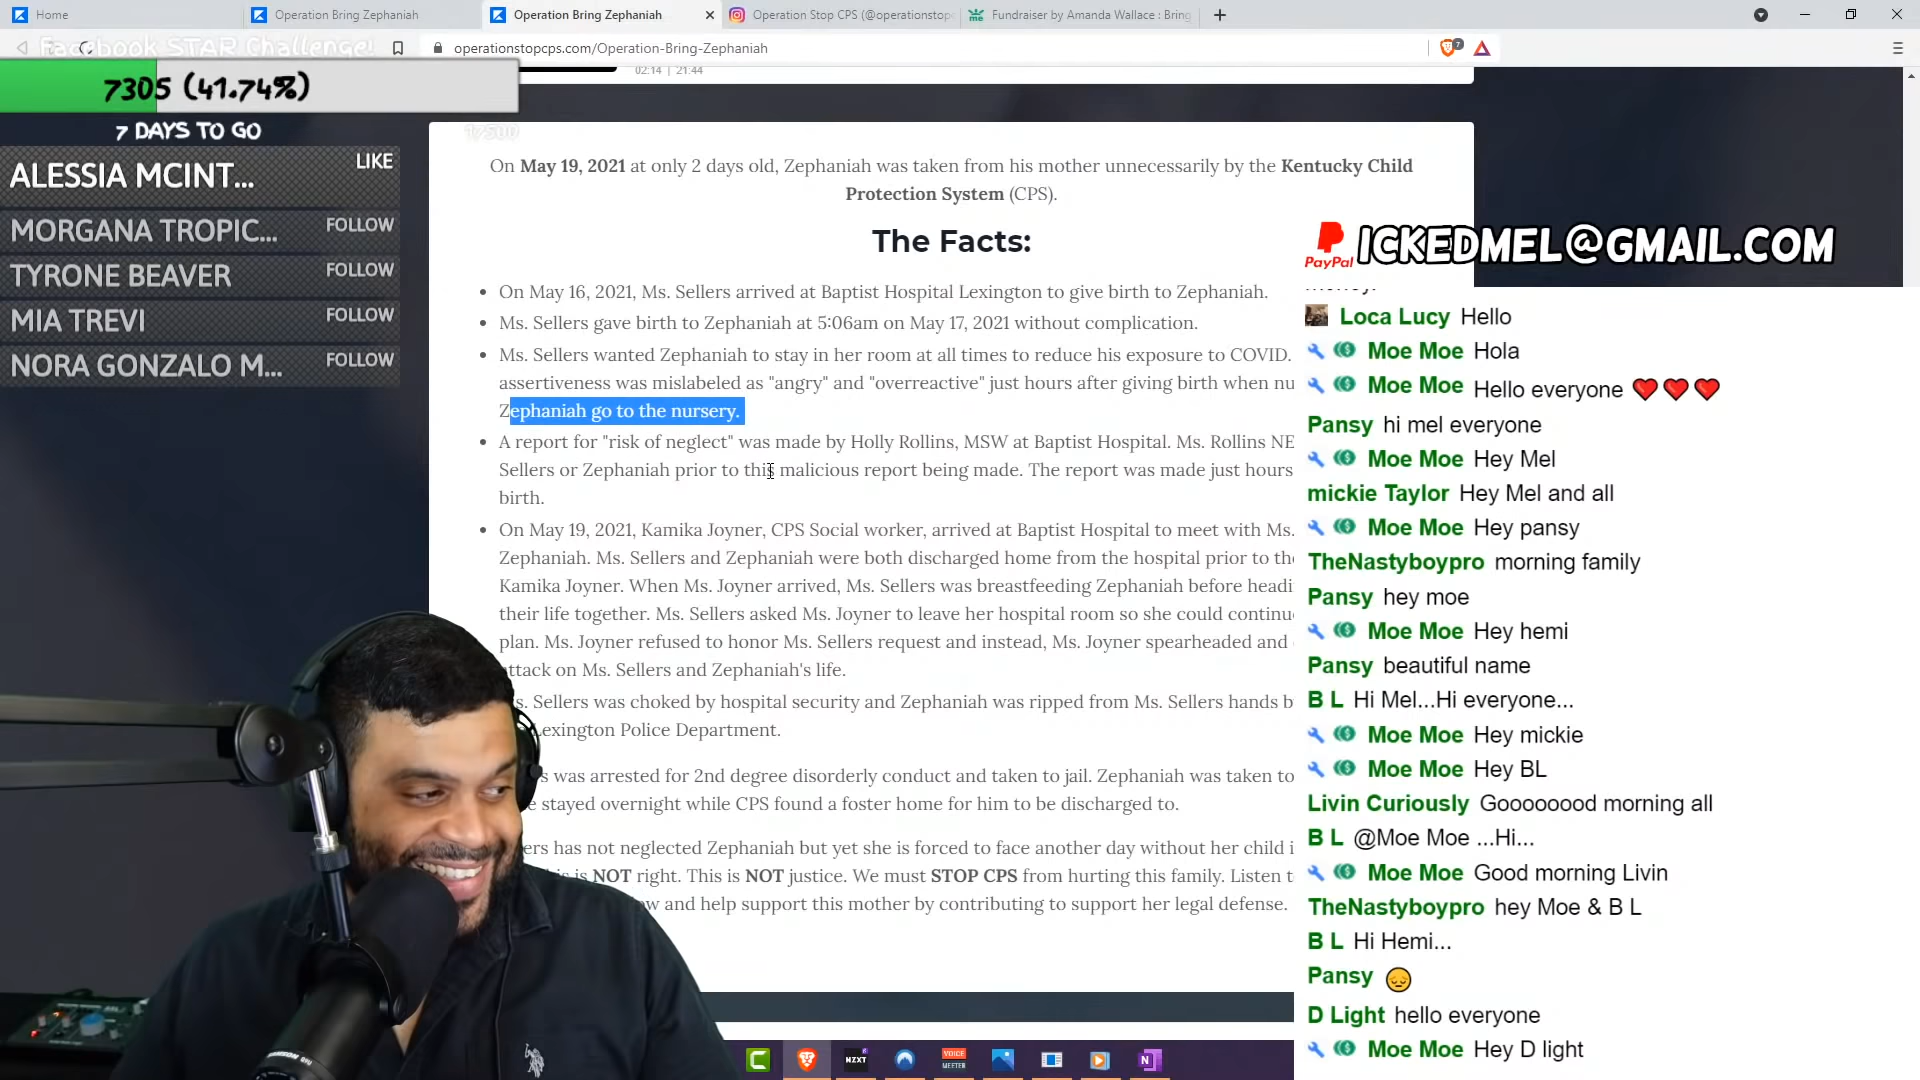 Home
Operation Bring Zephaniah
Operation Bring Zephaniah
Operation Stop CPS (@operationstop
Fundraiser by Amanda Wallace : Bring
Facebook STAR Challenge!
operationstopcps.com/Operation-Bring-Zephaniah
7
02:14 | 21:44
7305 (41.74%)
17500
7 DAYS TO GO
ALESSIA MCINT... LIKE
MORGANA TROPIC... FOLLOW
TYRONE BEAVER FOLLOW
MIA TREVI FOLLOW
NORA GONZALO M... FOLLOW
On May 19, 2021 at only 2 days old, Zephaniah was taken from his mother unnecessarily by the Kentucky Child
Protection System (CPS).
The Facts:
On May 16, 2021, Ms. Sellers arrived at Baptist Hospital Lexington to give birth to Zephaniah.
Ms. Sellers gave birth to Zephaniah at 5:06am on May 17, 2021 without complication.
Ms. Sellers wanted Zephaniah to stay in her room at all times to reduce his exposure to COVID.
assertiveness was mislabeled as "angry" and "overreactive" just hours after giving birth when nu
Zephaniah go to the nursery.
A report for "risk of neglect" was made by Holly Rollins, MSW at Baptist Hospital. Ms. Rollins NE
Sellers or Zephaniah prior to this malicious report being made. The report was made just hours
birth.
On May 19, 2021, Kamika Joyner, CPS Social worker, arrived at Baptist Hospital to meet with Ms.
Zephaniah. Ms. Sellers and Zephaniah were both discharged home from the hospital prior to the
Kamika Joyner. When Ms. Joyner arrived, Ms. Sellers was breastfeeding Zephaniah before headi
their life together. Ms. Sellers asked Ms. Joyner to leave her hospital room so she could continue
plan. Ms. Joyner refused to honor Ms. Sellers request and instead, Ms. Joyner spearheaded and
ttack on Ms. Sellers and Zephaniah's life.
s. Sellers was choked by hospital security and Zephaniah was ripped from Ms. Sellers hands b
Lexington Police Department.
s was arrested for 2nd degree disorderly conduct and taken to jail. Zephaniah was taken to
e stayed overnight while CPS found a foster home for him to be discharged to.
ers has not neglected Zephaniah but yet she is forced to face another day without her child i
is NOT right. This is NOT justice. We must STOP CPS from hurting this family. Listen t
ow and help support this mother by contributing to support her legal defense.
PayPal ICKEDMEL@GMAIL.COM
Loca Lucy Hello
Moe Moe Hola
Moe Moe Hello everyone ❤️❤️❤️
Pansy hi mel everyone
Moe Moe Hey Mel
mickie Taylor Hey Mel and all
Moe Moe Hey pansy
TheNastyboypro morning family
Pansy hey moe
Moe Moe Hey hemi
Pansy beautiful name
B L Hi Mel...Hi everyone...
Moe Moe Hey mickie
Moe Moe Hey BL
Livin Curiously Goooooood morning all
B L @Moe Moe ...Hi...
Moe Moe Good morning Livin
TheNastyboypro hey Moe & B L
B L Hi Hemi...
Pansy 😞
D Light hello everyone
Moe Moe Hey D light
NZXT
VOICE
MEETER